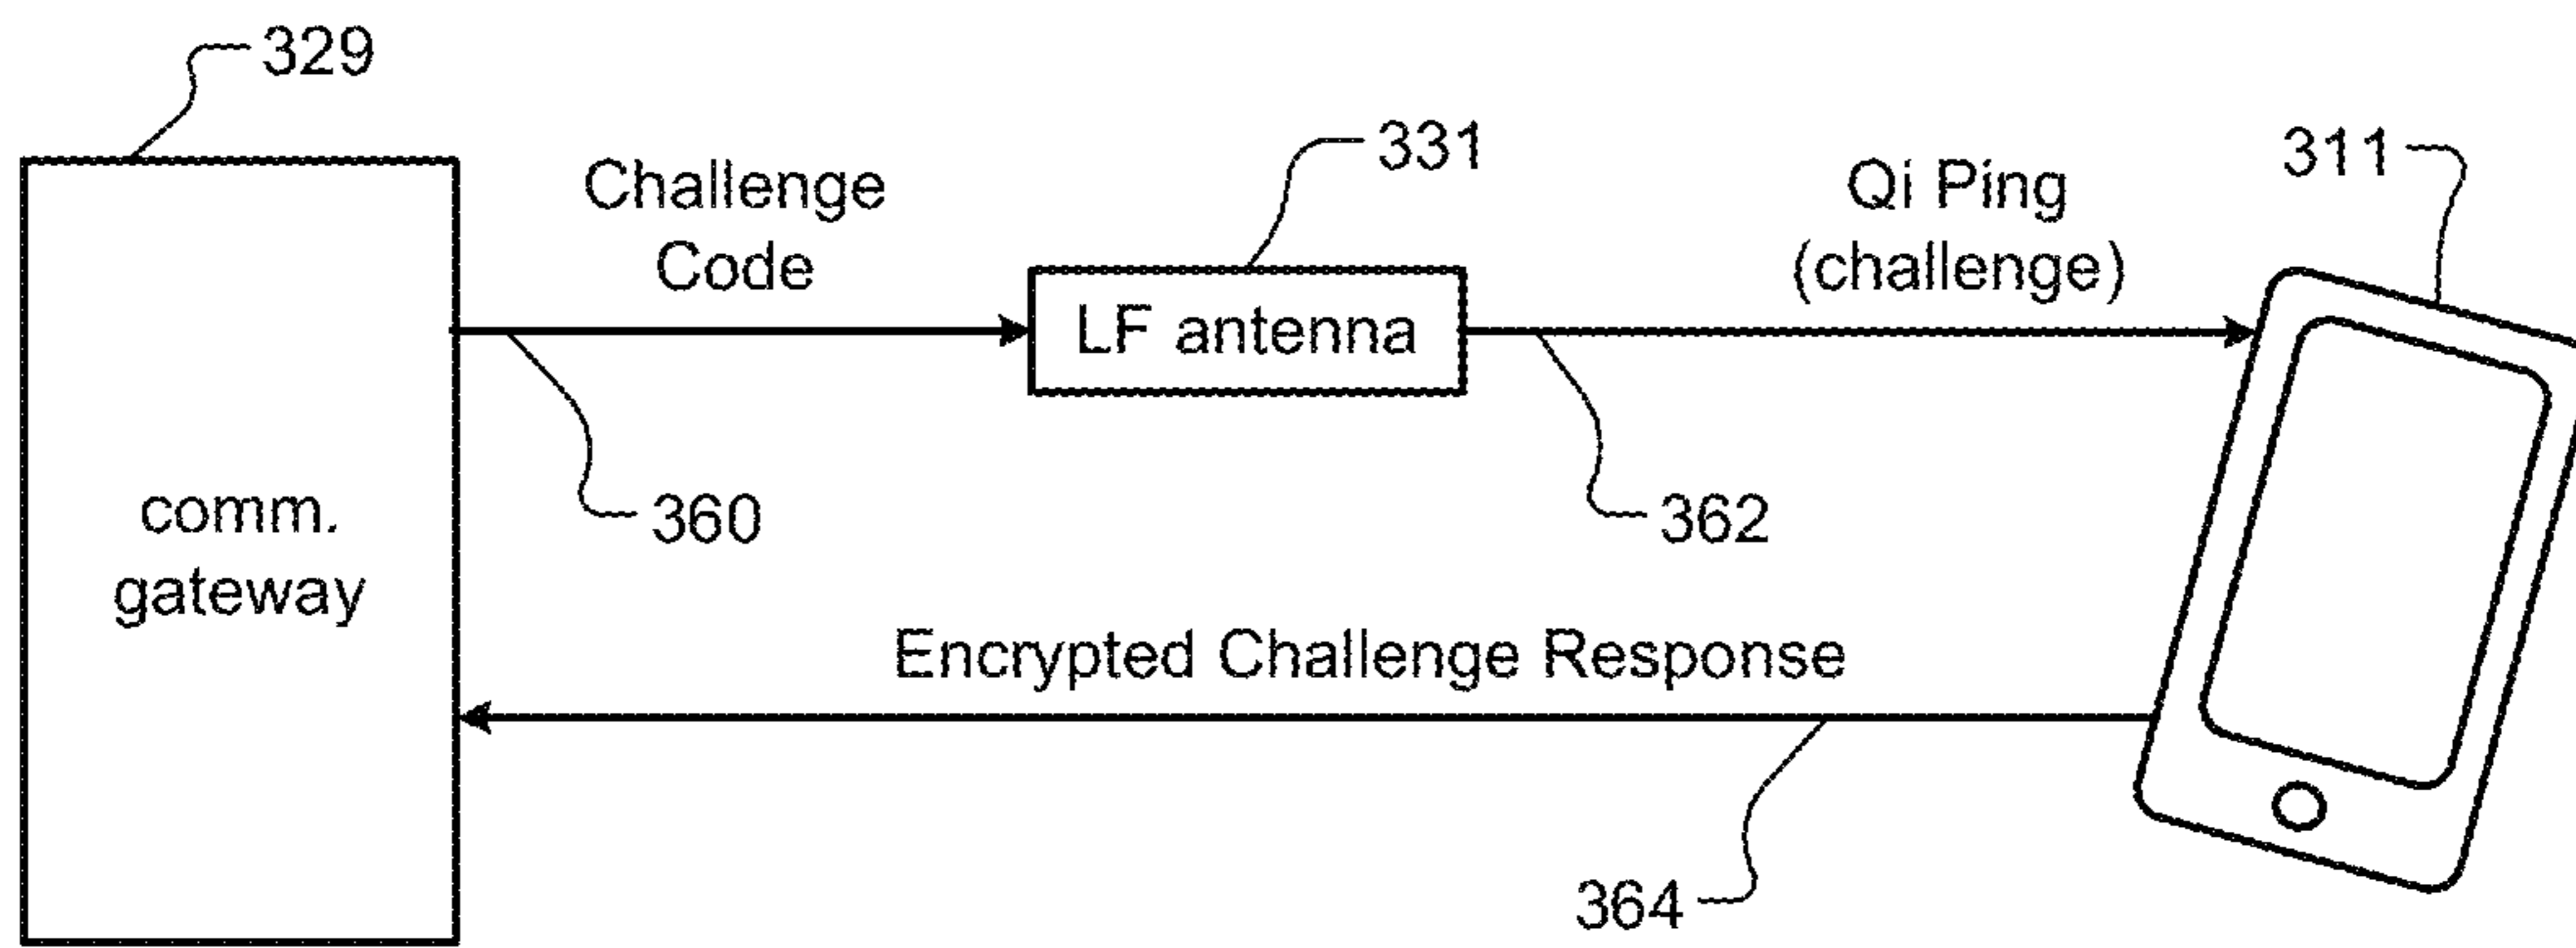 329
331
311
Challenge
Code
Qi Ping
(challenge)
LF antenna
comm.
gateway
360
362
Encrypted Challenge Response
364